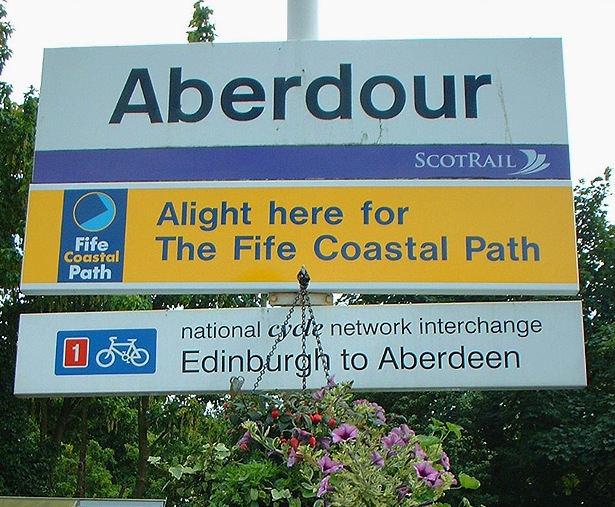 Aberdour
SCOTRAIL
Fife
Coastal
Path
Alight here for
The Fife Coastal Path
1
national cycle network interchange
Edinburgh to Aberdeen